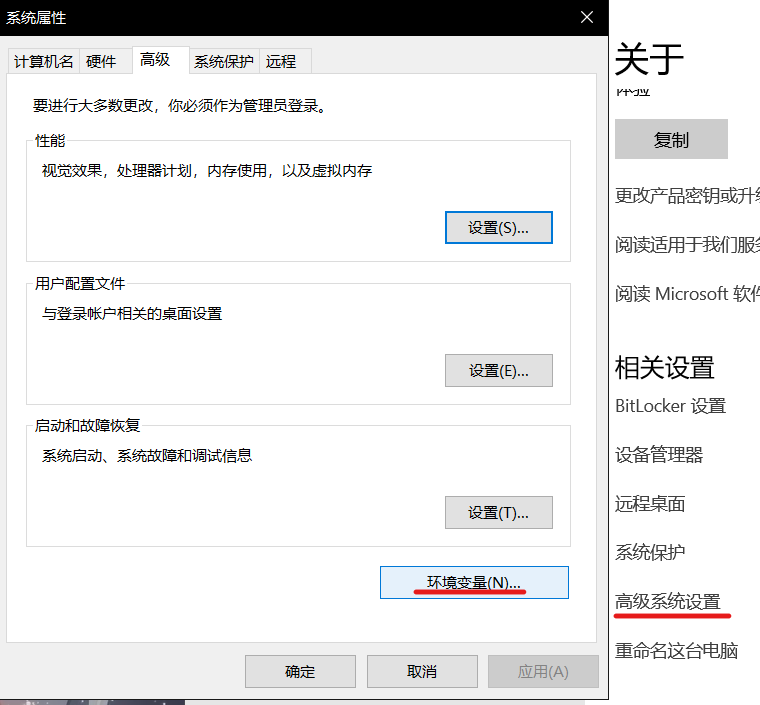 系统属性
计算机名
硬件
高级
系统保护
远程
要进行大多数更改，你必须作为管理员登录。
性能
视觉效果，处理器计划，内存使用，以及虚拟内存
设置(S)...
用户配置文件
与登录帐户相关的桌面设置
设置(E)...
启动和故障恢复
系统启动、系统故障和调试信息
设置(T)...
环境变量(N)...
确定
取消
应用(A)
关于
体验
复制
更改产品密钥或升级
阅读适用于我们服务
阅读 Microsoft 软件
相关设置
BitLocker 设置
设备管理器
远程桌面
系统保护
高级系统设置
重命名这台电脑